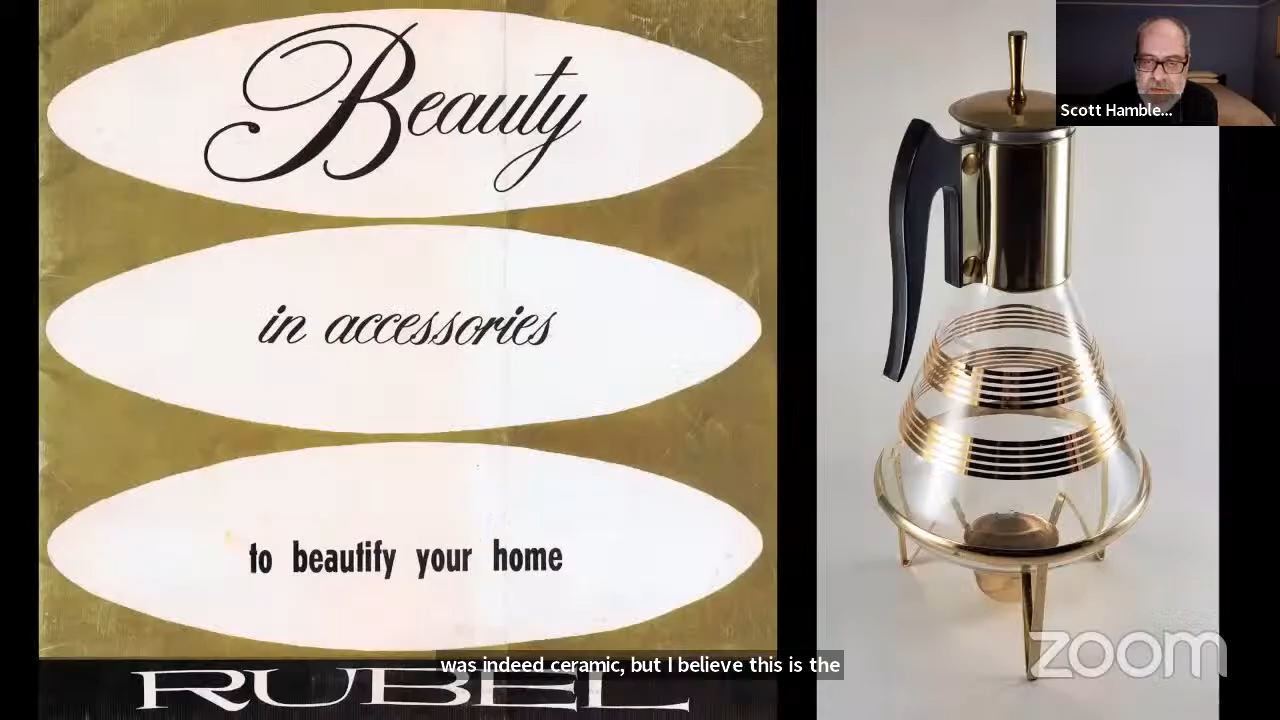 Beauty
in accessories
to beautify your home
RUBEL
Scott Hamble...
was indeed ceramic, but I believe this is the
zoom